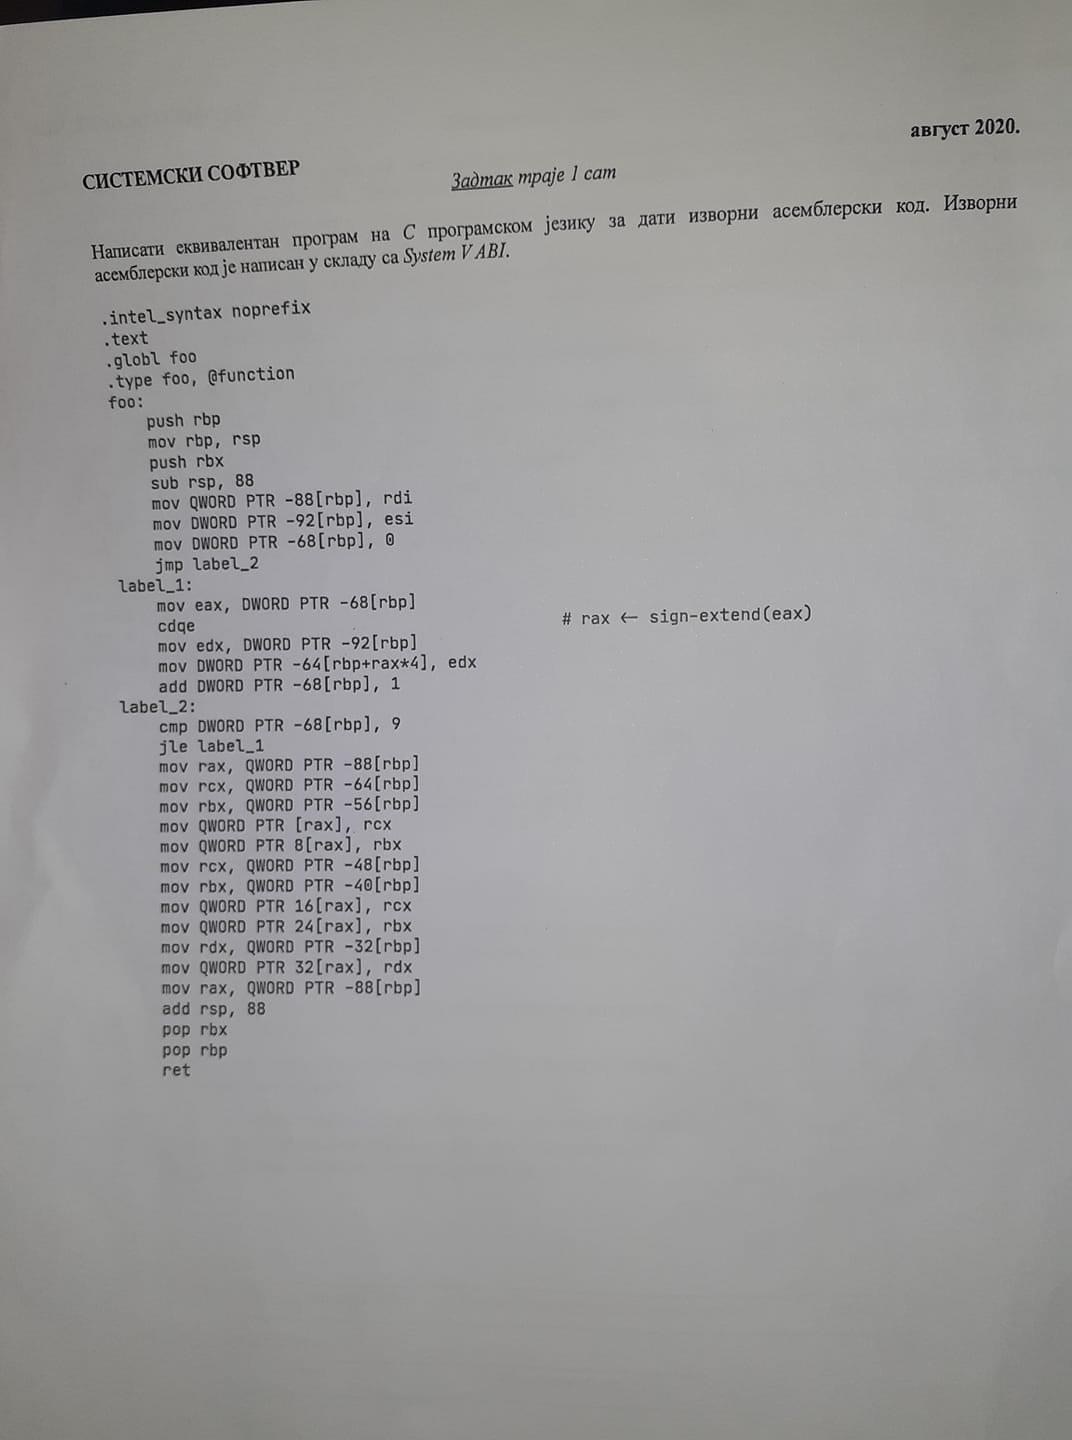 август 2020.
СИСТЕМСКИ СОФТВЕР
Задтак траје 1 сат
Написати еквивалентан програм на C програмском језику за дати изворни асемблерски код. Изворни
асемблерски код је написан у складу са System V ABI.
.intel_syntax noprefix
.text
.globl foo
.type foo, @function
foo:
push rbp
mov rbp, rsp
push rbx
sub rsp, 88
mov QWORD PTR -88[rbp], rdi
mov DWORD PTR -92[rbp], esi
mov DWORD PTR -68[rbp], 0
jmp label_2
label_1:
mov eax, DWORD PTR -68[rbp]
cdqe # rax ← sign-extend(eax)
mov edx, DWORD PTR -92[rbp]
mov DWORD PTR -64[rbp+rax*4], edx
add DWORD PTR -68[rbp], 1
label_2:
cmp DWORD PTR -68[rbp], 9
jle label_1
mov rax, QWORD PTR -88[rbp]
mov rcx, QWORD PTR -64[rbp]
mov rbx, QWORD PTR -56[rbp]
mov QWORD PTR [rax], rcx
mov QWORD PTR 8[rax], rbx
mov rcx, QWORD PTR -48[rbp]
mov rbx, QWORD PTR -40[rbp]
mov QWORD PTR 16[rax], rcx
mov QWORD PTR 24[rax], rbx
mov rdx, QWORD PTR -32[rbp]
mov QWORD PTR 32[rax], rdx
mov rax, QWORD PTR -88[rbp]
add rsp, 88
pop rbx
pop rbp
ret